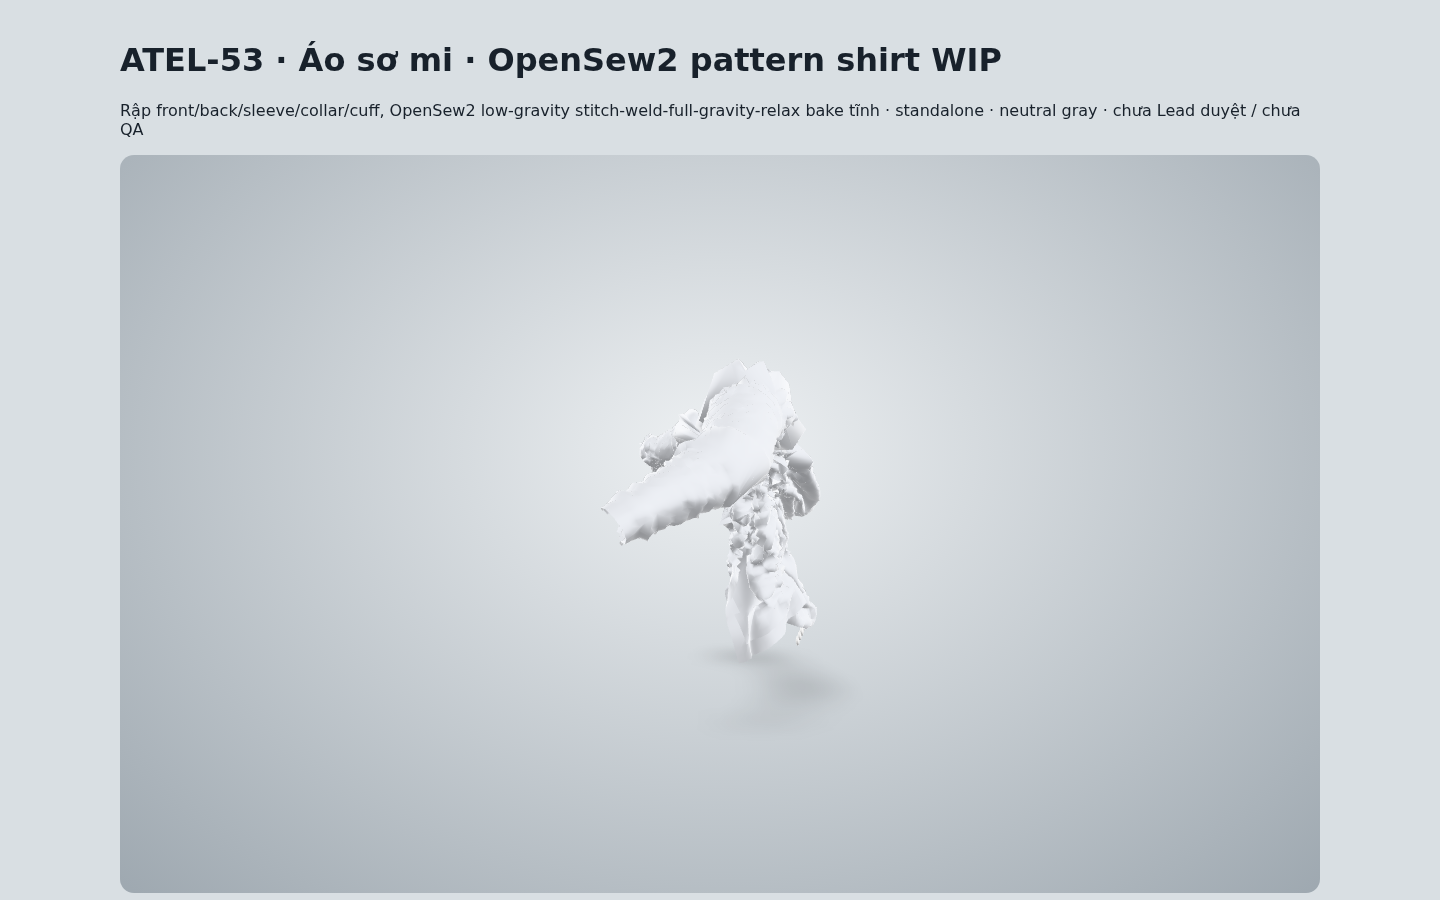 ATEL-53 · Áo sơ mi · OpenSew2 pattern shirt WIP
Rập front/back/sleeve/collar/cuff, OpenSew2 low-gravity stitch-weld-full-gravity-relax bake tĩnh · standalone · neutral gray · chưa Lead duyệt / chưa
QA